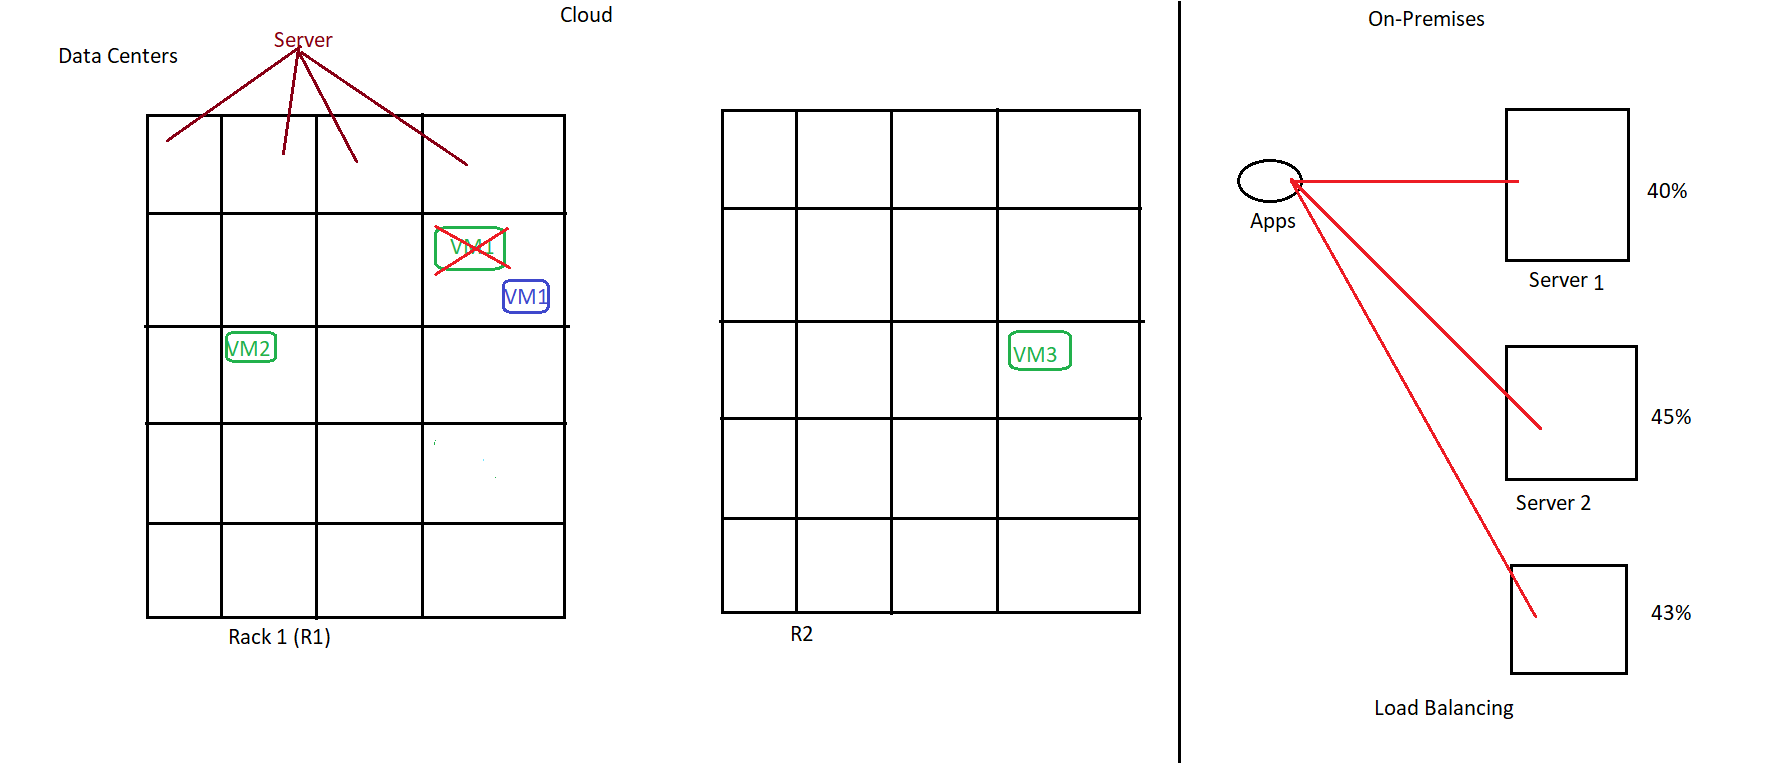 Cloud
On-Premises
Server
Data Centers
VM1
VM1
VM2
VM3
Rack 1 (R1)
R2
Apps
40%
Server 1
45%
Server 2
43%
Load Balancing